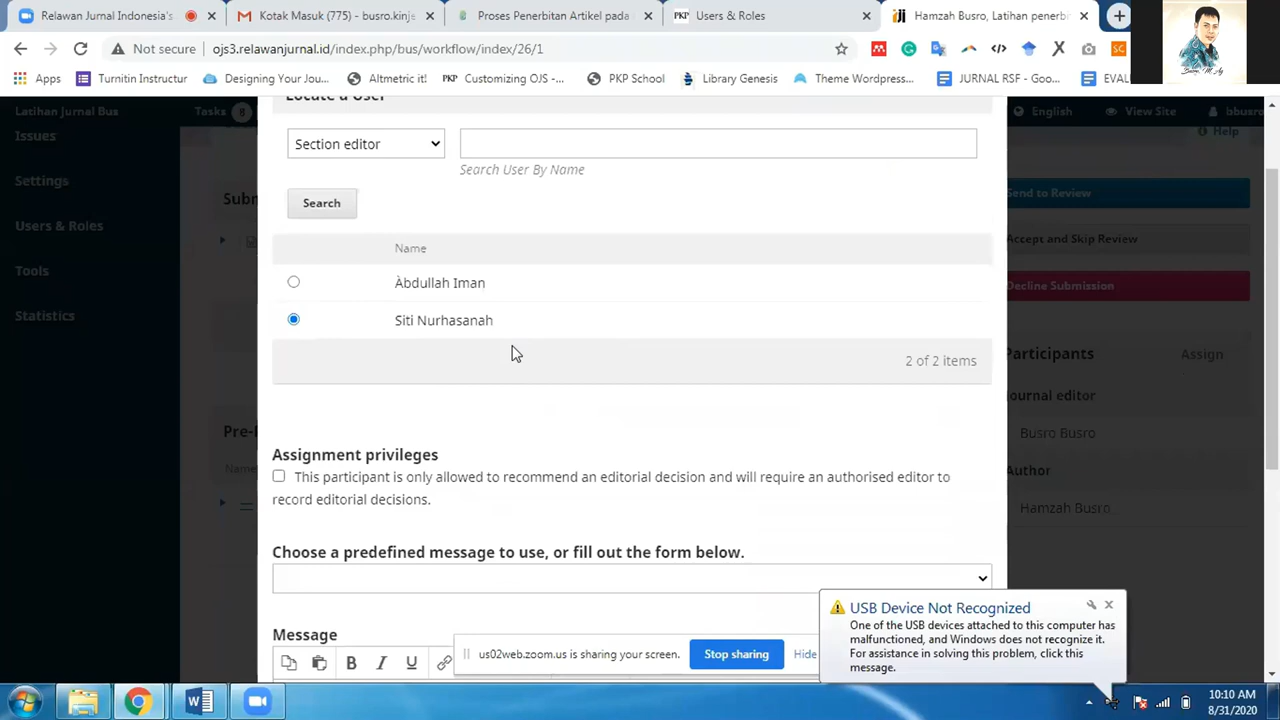 Relawan Jurnal Indonesia's
Kotak Masuk (775) - busro.kinje
Proses Penerbitan Artikel pada
PKP
Users & Roles
Hamzah Busro, Latihan penerbi
Not secure
ojs3.relawanjurnal.id/index.php/bus/workflow/index/26/1
Apps
Turnitin Instructur
Designing Your Jou...
Altmetric it!
PKP
Customizing OJS -...
PKP School
Library Genesis
Theme Wordpress...
JURNAL RSF - Goo...
EVAL
Latihan Jurnal Bus
Tasks
English
View Site
bbusro
Help
Issues
Settings
Users & Roles
Tools
Statistics
Locate a User
Section editor
Search User By Name
Search
Name
Àbdullah Iman
Siti Nurhasanah
2 of 2 items
Send to Review
Accept and Skip Review
Decline Submission
Participants
Assign
Journal editor
Busro Busro
Author
Hamzah Busro
Assignment privileges
This participant is only allowed to recommend an editorial decision and will require an authorised editor to
record editorial decisions.
Choose a predefined message to use, or fill out the form below.
Message
B I U
us02web.zoom.us is sharing your screen.
Stop sharing
Hide
USB Device Not Recognized
One of the USB devices attached to this computer has
malfunctioned, and Windows does not recognize it.
For assistance in solving this problem, click this
message.
10:10 AM
8/31/2020